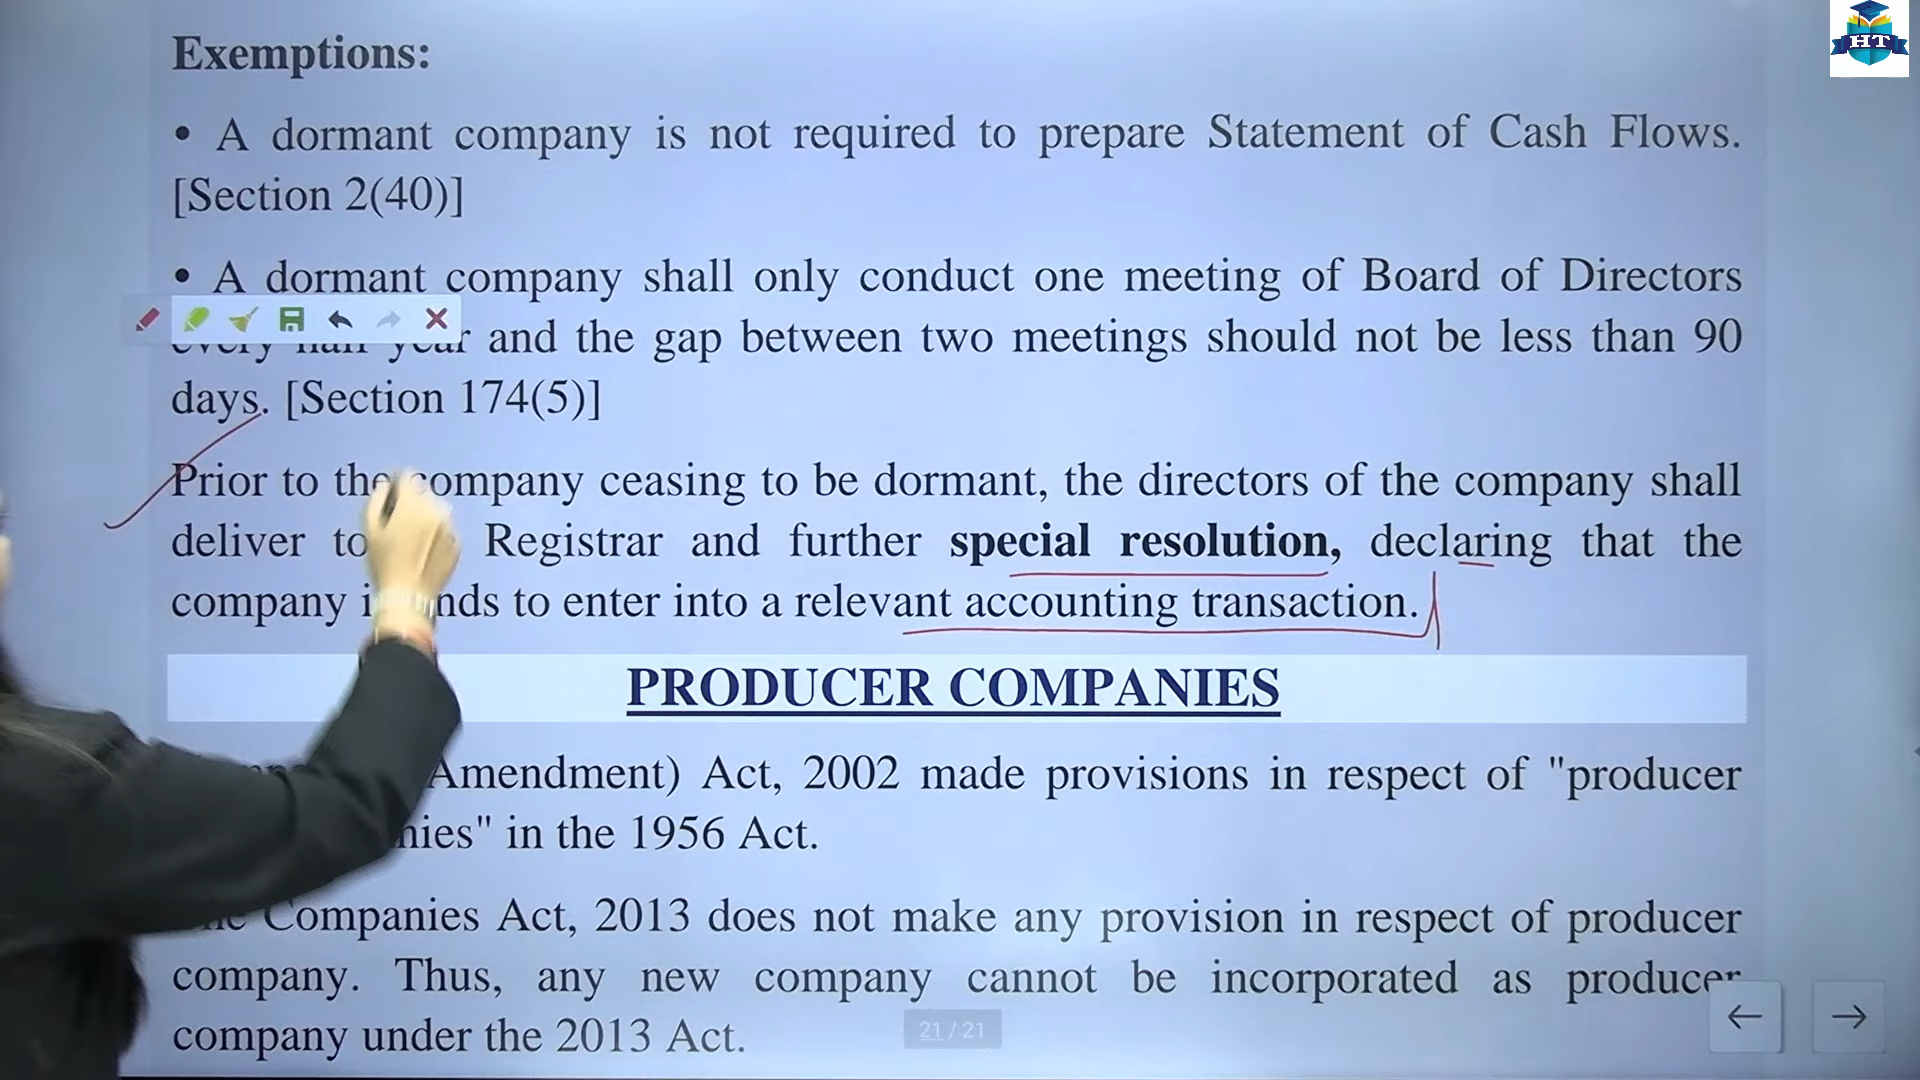 HT
Exemptions:
• A dormant company is not required to prepare Statement of Cash Flows.
[Section 2(40)]
• A dormant company shall only conduct one meeting of Board of Directors
every half year and the gap between two meetings should not be less than 90
days. [Section 174(5)]
Prior to the company ceasing to be dormant, the directors of the company shall
deliver to Registrar and further special resolution, declaring that the
company to enter into a relevant accounting transaction.
PRODUCER COMPANIES
Amendment) Act, 2002 made provisions in respect of "producer
in the 1956 Act.
Companies Act, 2013 does not make any provision in respect of producer
company. Thus, any new company cannot be incorporated as producer
company under the 2013 Act.
21 / 21